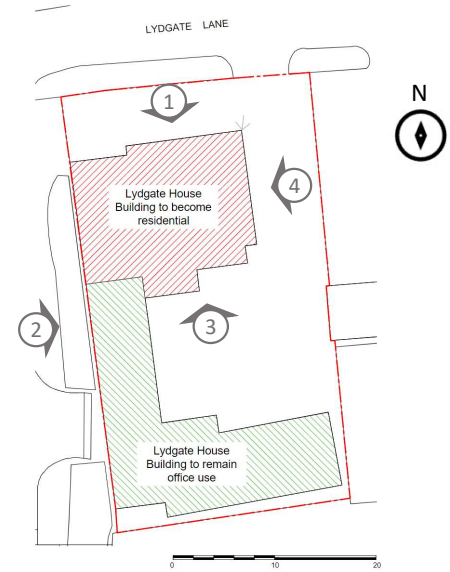 LYDGATE LANE
N
1
Lydgate House
Building to become
residential
4
2
3
Lydgate House
Building to remain
office use
0 10 20